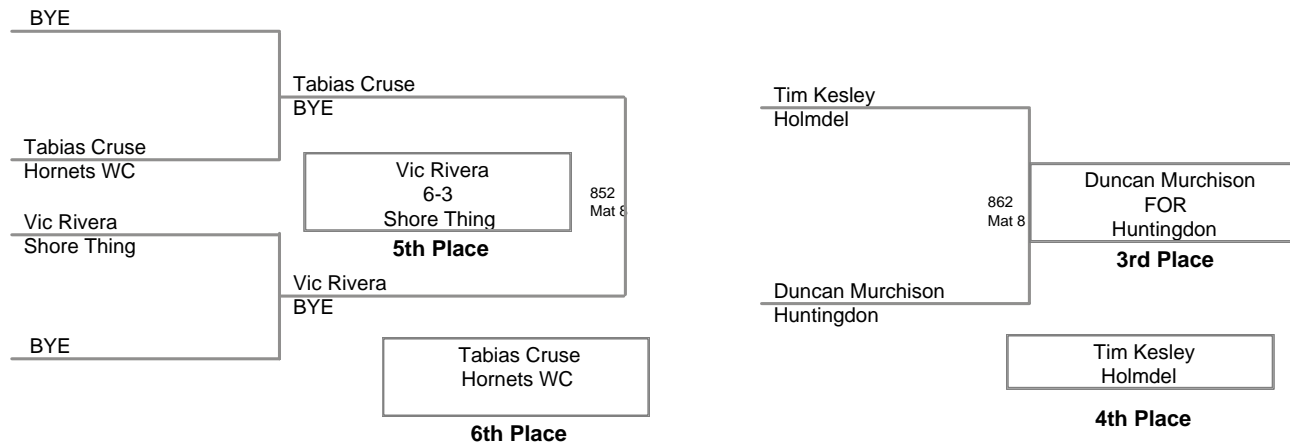 BYE
Tabias Cruse
BYE
Tabias Cruse
Hornets WC
Vic Rivera
6-3
Shore Thing
5th Place
852
Mat 8
Vic Rivera
Shore Thing
Vic Rivera
BYE
BYE
Tabias Cruse
Hornets WC
6th Place
Tim Kesley
Holmdel
862
Mat 8
Duncan Murchison
FOR
Huntingdon
3rd Place
Duncan Murchison
Huntingdon
Tim Kesley
Holmdel
4th Place